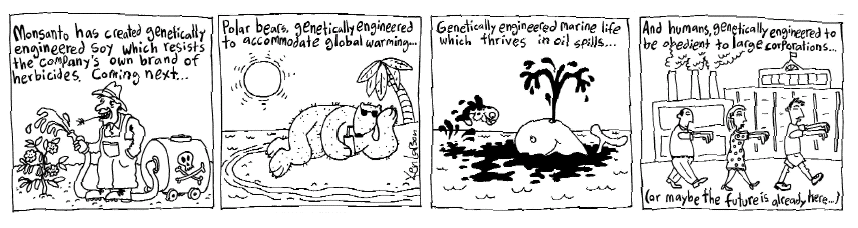 Monsanto has created genetically
engineered soy which resists
the company's own brand of
herbicides. Coming next...
Polar bears, genetically engineered
to accommodate global warming...
Genetically engineered marine life
which thrives in oil spills...
And humans, genetically engineered to
be obedient to large corporations...
(or maybe the future is already here...)